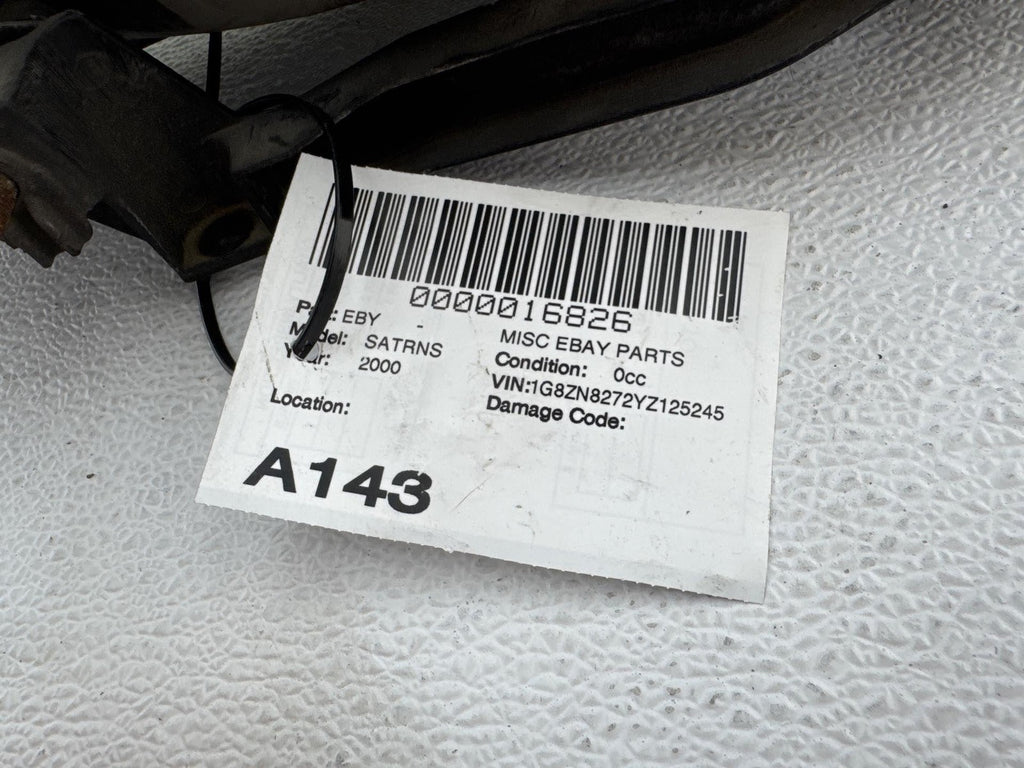 0000016826
EBY - MISC EBAY PARTS
SATRNS Condition: 0cc
2000 VIN:1G8ZN8272YZ125245
Location: Damage Code:
A143